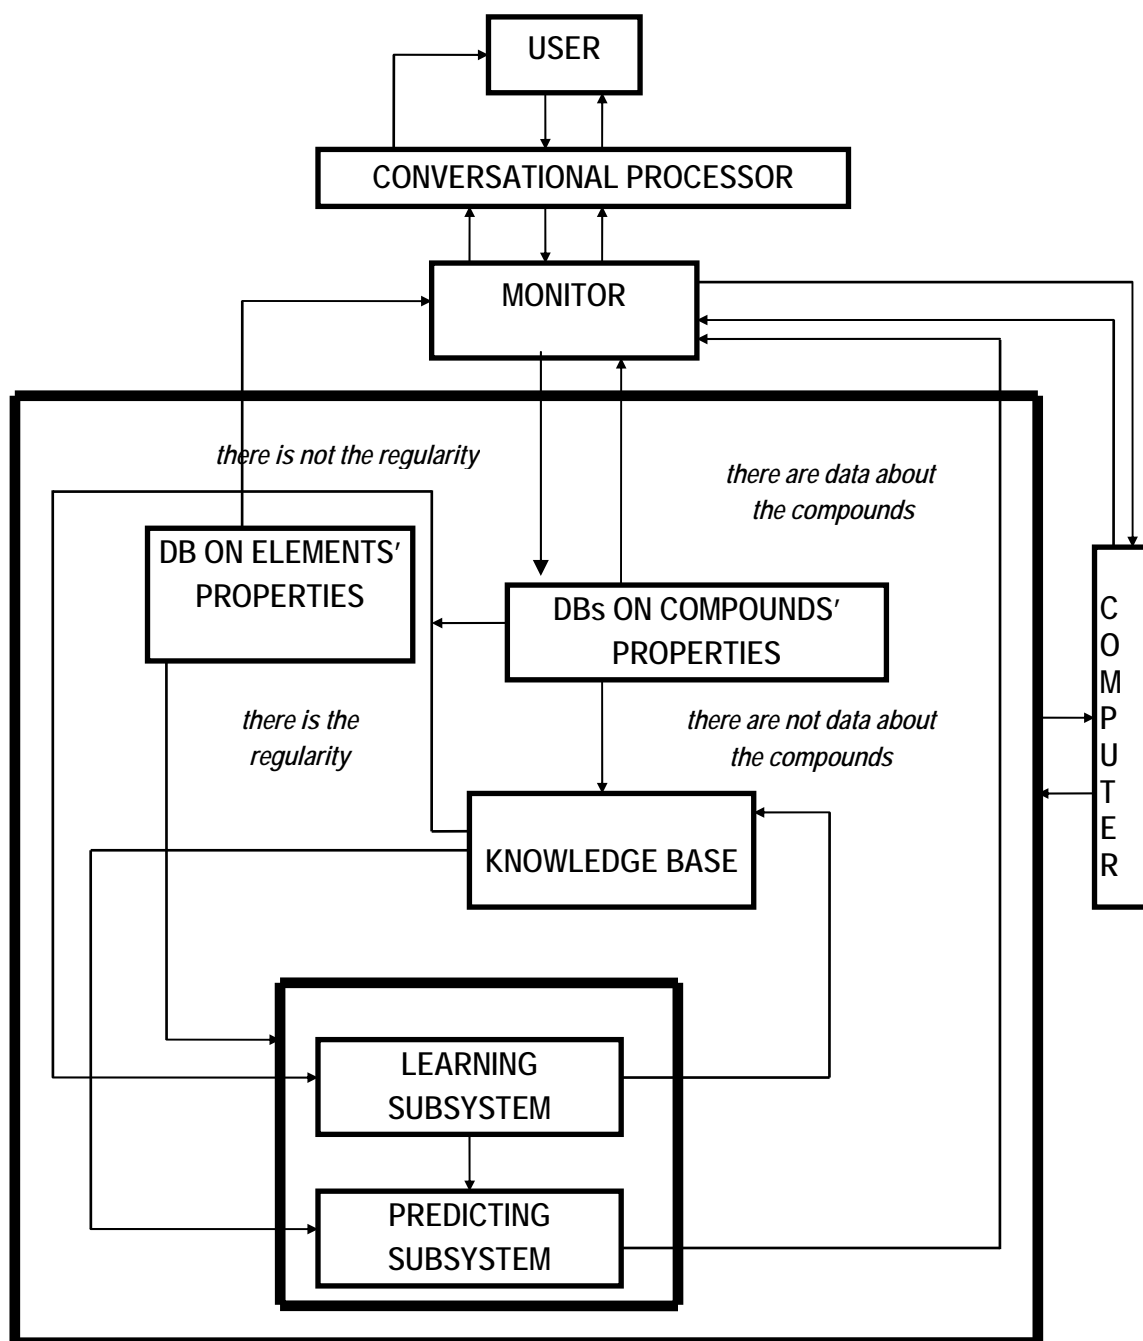 USER
CONVERSATIONAL PROCESSOR
MONITOR
there is not the regularity
there are data about
the compounds
DB ON ELEMENTS’
PROPERTIES
DBs ON COMPOUNDS’
PROPERTIES
C
O
M
P
U
T
E
R
there is the
regularity
there are not data about
the compounds
KNOWLEDGE BASE
LEARNING
SUBSYSTEM
PREDICTING
SUBSYSTEM